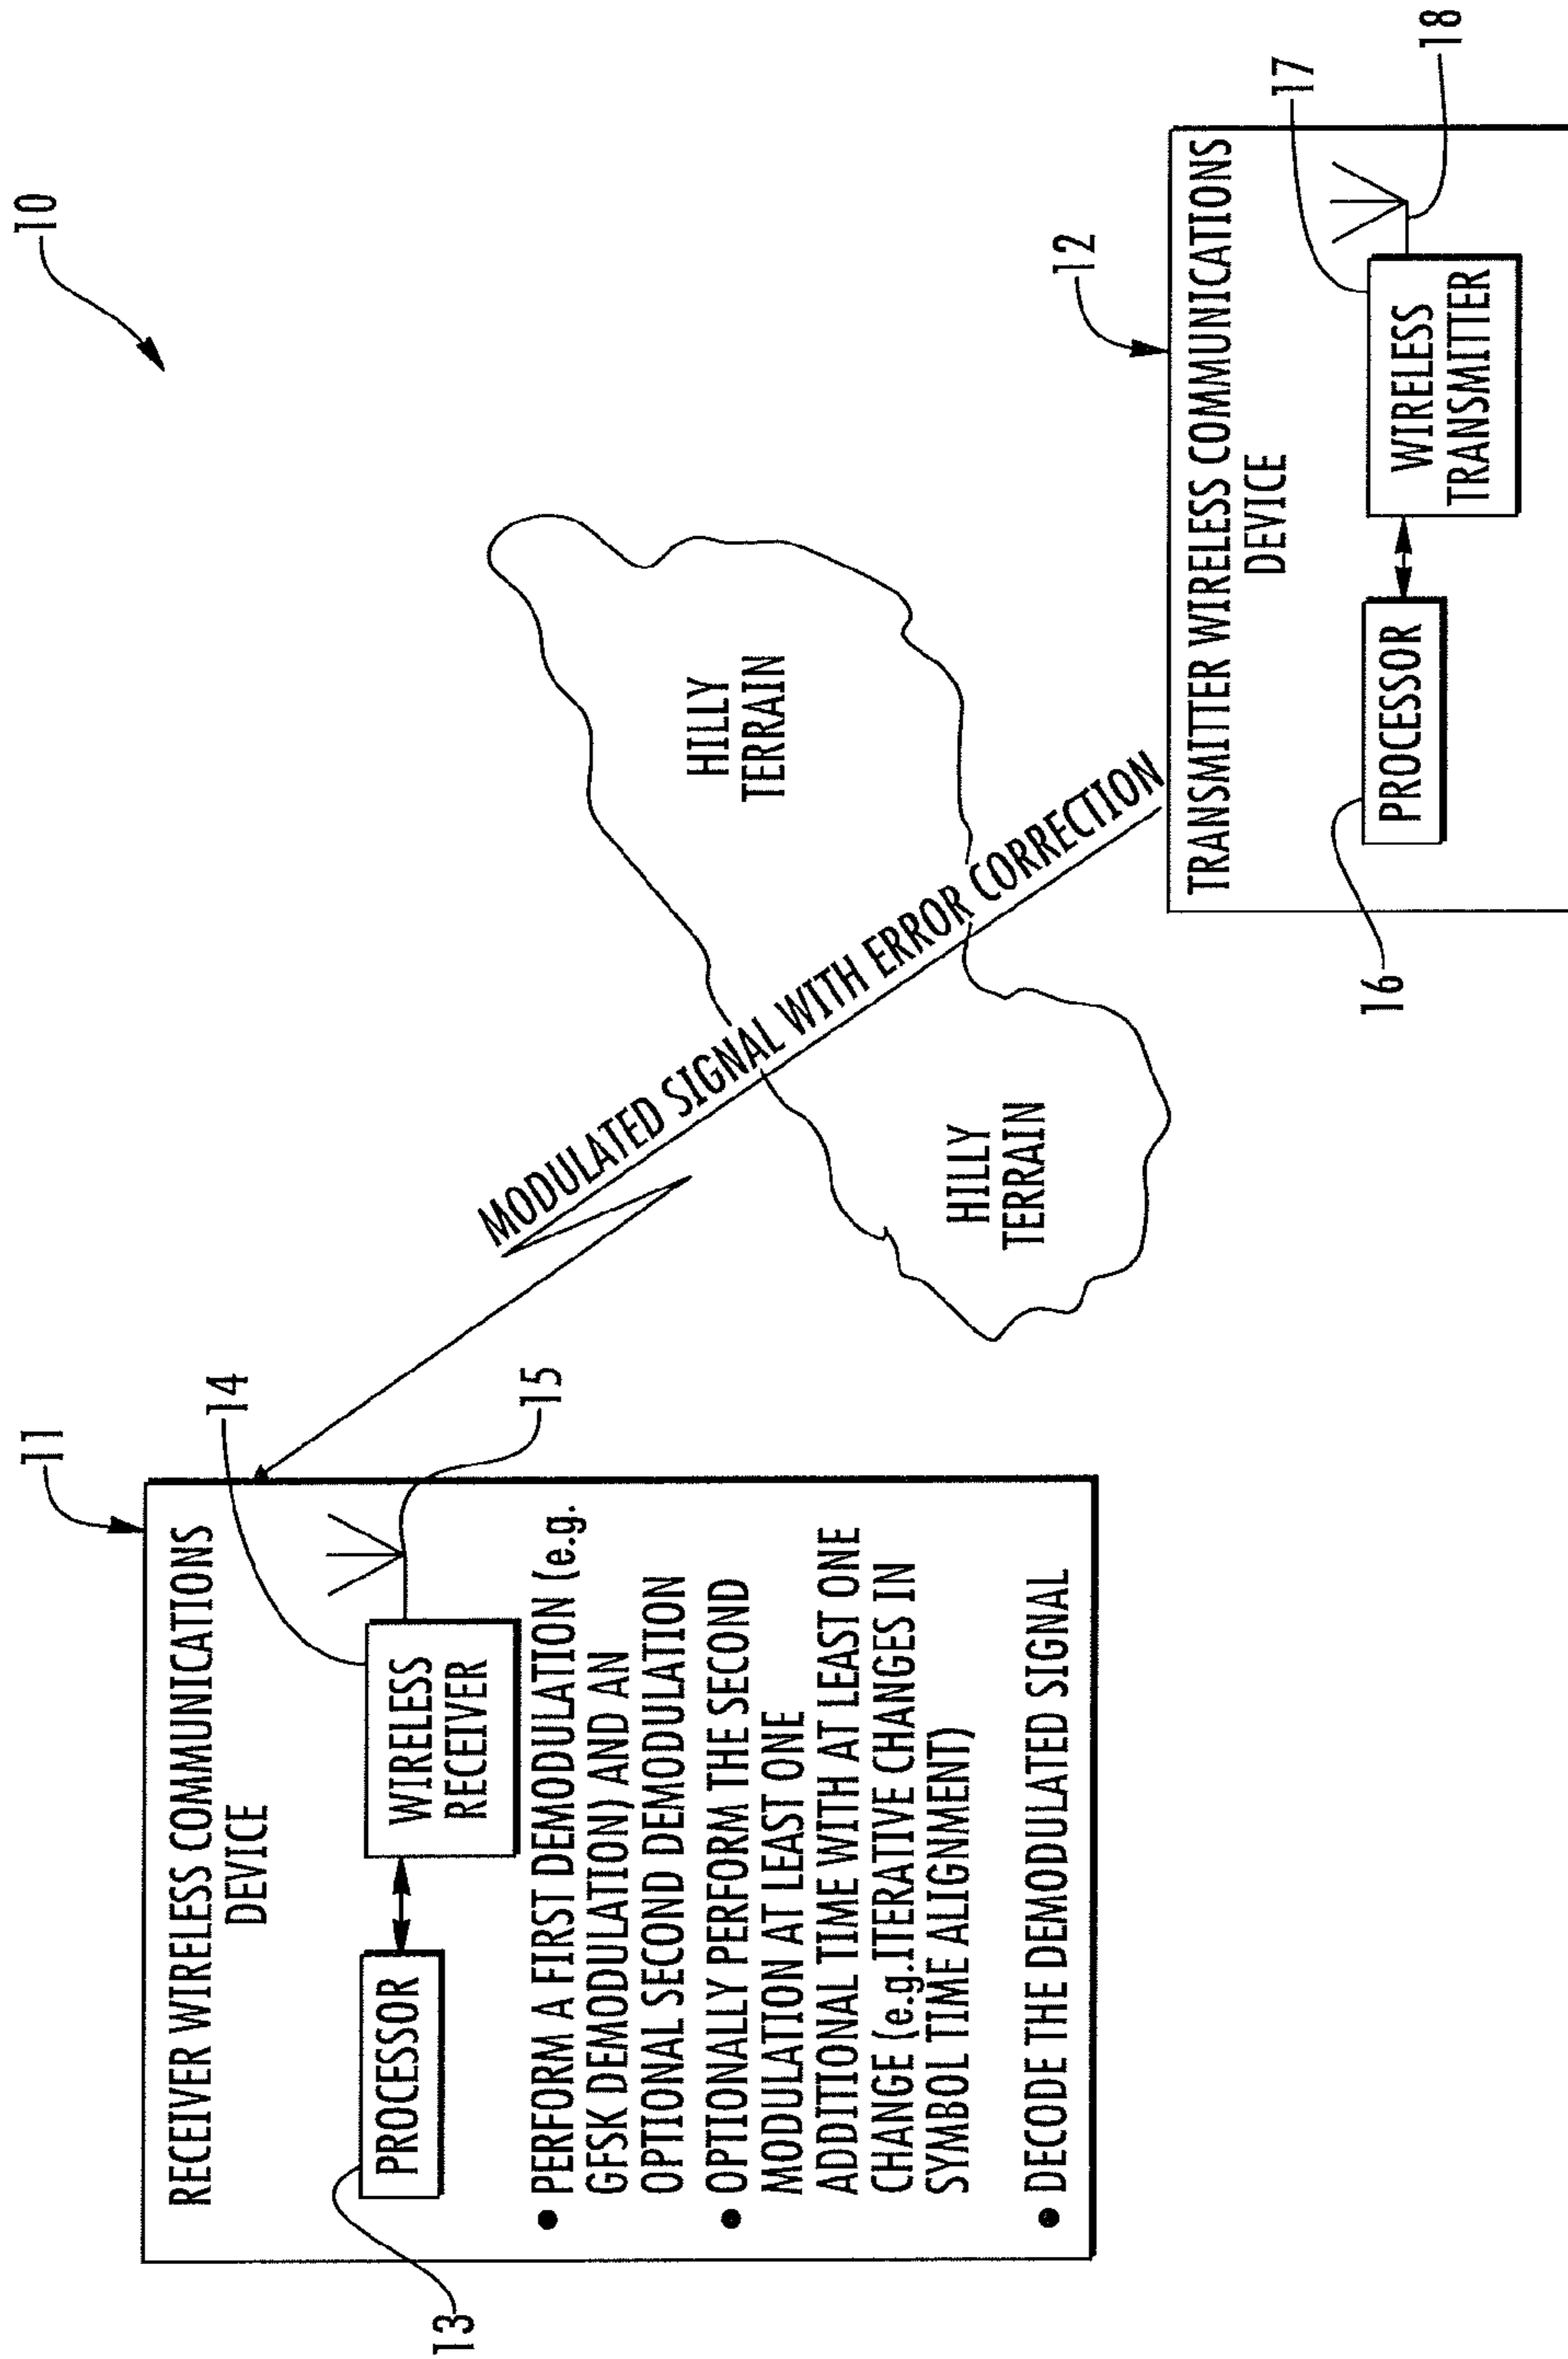 10
11
RECEIVER WIRELESS COMMUNICATIONS
DEVICE
14
15
13
PROCESSOR
WIRELESS
RECEIVER
• PERFORM A FIRST DEMODULATION (e.g.
GFSK DEMODULATION) AND AN
OPTIONAL SECOND DEMODULATION
• OPTIONALLY PERFORM THE SECOND
MODULATION AT LEAST ONE
ADDITIONAL TIME WITH AT LEAST ONE
CHANGE (e.g.ITERATIVE CHANGES IN
SYMBOL TIME ALIGNMENT)
• DECODE THE DEMODULATED SIGNAL
MODULATED SIGNAL WITH ERROR CORRECTION
HILLY
TERRAIN
HILLY
TERRAIN
12
TRANSMITTER WIRELESS COMMUNICATIONS
DEVICE
17
18
16
PROCESSOR
WIRELESS
TRANSMITTER